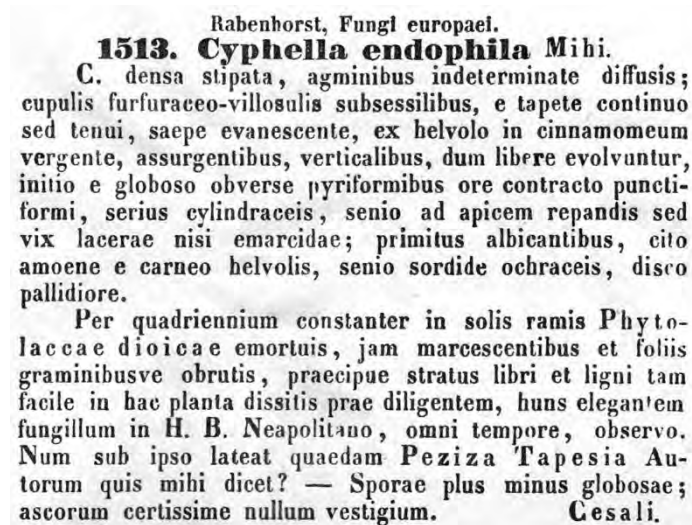 Rabenhorst, Fungi europaei.
1513. Cyphella endophila Mihi.
C. densa stipata, agminibus indeterminate diffusis;
cupulis furfuraceo-villosulis subsessilibus, e tapete continuo
sed tenui, saepe evanescente, ex helvolo in cinnamomeum
vergente, assurgentibus, verticalibus, dum libere evolvuntur,
initio e globoso obverse pyriformibus ore contracto puncti-
formi, serius cylindraceis, senio ad apicem repandis sed
vix lacerae nisi emarcidae; primitus albicantibus, cito
amoene e carneo helvolis, senio sordide ochraceis, disco
pallidiore.
Per quadriennium constanter in solis ramis Phyto-
laccae dioicae emortuis, jam marcescentibus et foliis
graminibusve obrutis, praecipue stratus libri et ligni tam
facile in hac planta dissitis prae diligentem, huns elegantem
fungillum in H. B. Neapolitano, omni tempore, observo.
Num sub ipso lateat quaedam Peziza Tapesia Au-
torum quis mihi dicet? — Sporae plus minus globosae;
ascorum certissime nullum vestigium. Cesati.